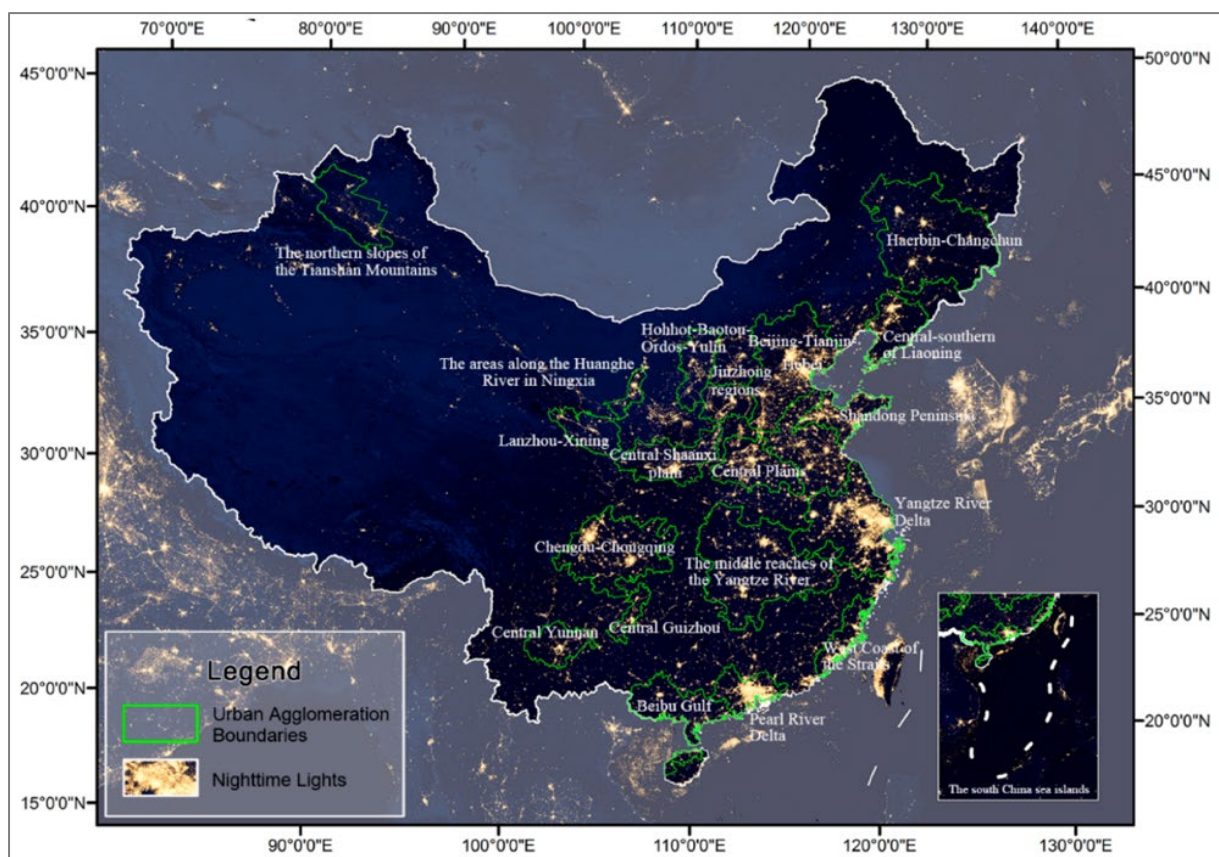 70°0'0"E 80°0'0"E 90°0'0"E 100°0'0"E 110°0'0"E 120°0'0"E 130°0'0"E 140°0'0"E
45°0'0"N
50°0'0"N
40°0'0"N
45°0'0"N
35°0'0"N
40°0'0"N
30°0'0"N
35°0'0"N
25°0'0"N
30°0'0"N
20°0'0"N
25°0'0"N
15°0'0"N
20°0'0"N
The northern slopes of
the Tianshan Mountains
Haerbin-Changchun
Hohhot-Baotou-
Ordos-Yulin
Beijing-Tianjin-
Hubei
Central-southern
of Liaoning
The areas along the Huanghe
River in Ningxia
Jinzhong
regions
Shandong Peninsula
Lanzhou-Xining
Central Shaanxi
plain
Central Plains
Yangtze River
Delta
Chengdu-Chongqing
The middle reaches of
the Yangtze River
Central Yunnan
Central Guizhou
West Coast of
the Straits
Beibu Gulf
Pearl River
Delta
Legend
Urban Agglomeration
Boundaries
Nighttime Lights
The south China sea islands
90°0'0"E 100°0'0"E 110°0'0"E 120°0'0"E 130°0'0"E